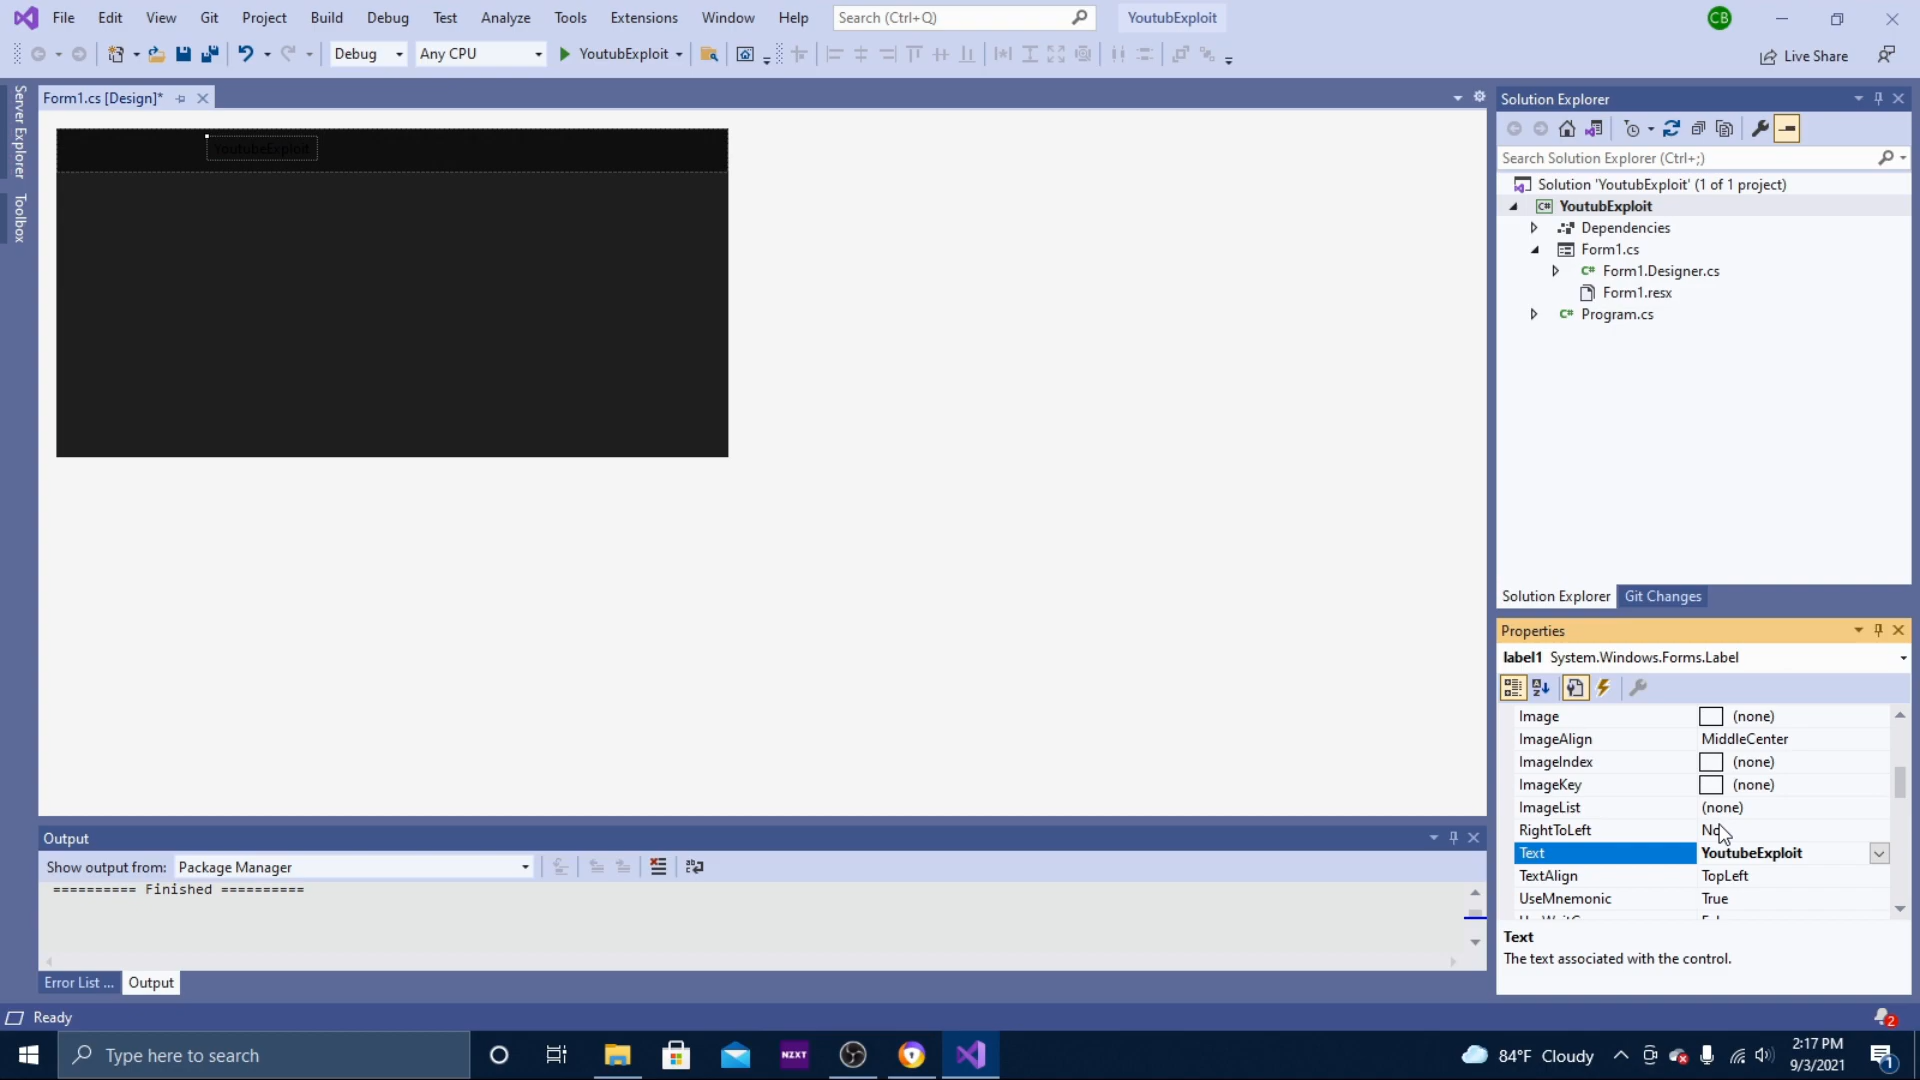 File Edit View Git Project Build Debug Test Analyze Tools Extensions Window Help Search (Ctrl+Q) YoutubExploit CB
Debug Any CPU YoutubExploit Live Share
Server Explorer
Toolbox
Form1.cs [Design]*
YoutubeExploit
Solution Explorer
Search Solution Explorer (Ctrl+;)
Solution 'YoutubExploit' (1 of 1 project)
C# YoutubExploit
Dependencies
Form1.cs
C# Form1.Designer.cs
Form1.resx
C# Program.cs
Solution Explorer Git Changes
Properties
label1 System.Windows.Forms.Label
Image (none)
ImageAlign MiddleCenter
ImageIndex (none)
ImageKey (none)
ImageList (none)
RightToLeft No
Text YoutubeExploit
TextAlign TopLeft
UseMnemonic True
Text
The text associated with the control.
Output
Show output from: Package Manager
========== Finished ==========
Error List ... Output
Ready 2
Type here to search NZXT 84°F Cloudy 2:17 PM 1
9/3/2021